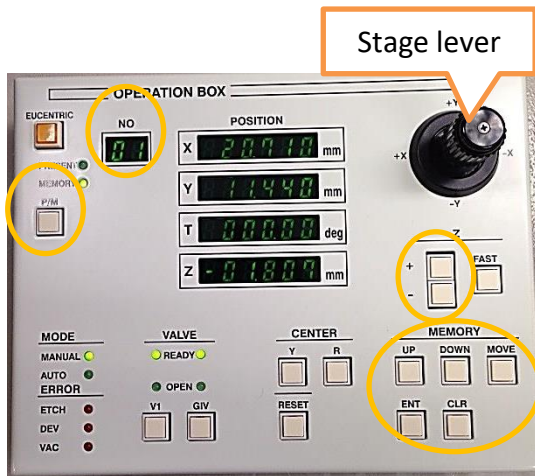 Stage lever
OPERATION BOX
EUCENTRIC
NO
POSITION
+Y
01
X 20.710 mm
+X
-X
PRESENT
MEMORY
Y 11.440 mm
P/M
-Y
T 000.00 deg
Z
+
FAST
Z -01.807 mm
-
MODE
VALVE
CENTER
MEMORY
MANUAL
READY
Y
R
UP
DOWN
MOVE
AUTO
ERROR
OPEN
ETCH
RESET
ENT
CLR
DEV
V1
GIV
VAC